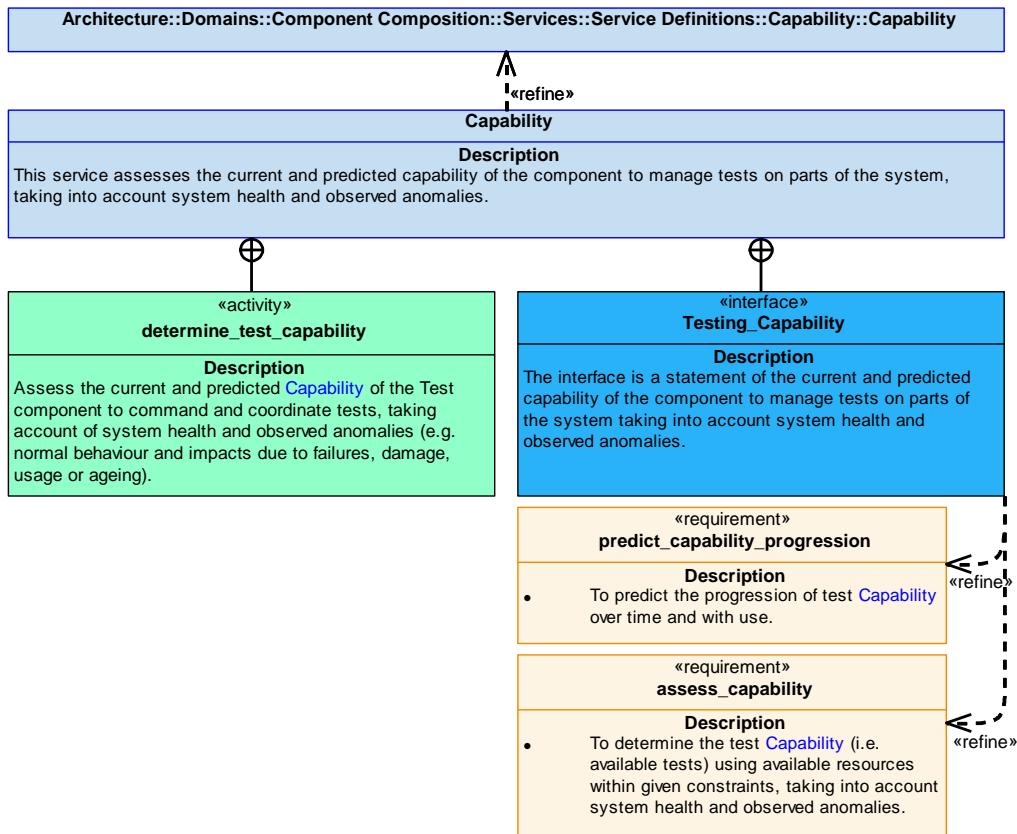 Architecture::Domains::Component Composition::Services::Service Definitions::Capability::Capability
«refine»
Capability
Description
This service assesses the current and predicted capability of the component to manage tests on parts of the system,
taking into account system health and observed anomalies.
«activity»
determine_test_capability
Description
Assess the current and predicted Capability of the Test
component to command and coordinate tests, taking
account of system health and observed anomalies (e.g.
normal behaviour and impacts due to failures, damage,
usage or ageing).
«interface»
Testing_Capability
Description
The interface is a statement of the current and predicted
capability of the component to manage tests on parts of
the system taking into account system health and
observed anomalies.
«requirement»
predict_capability_progression
Description
• To predict the progression of test Capability
over time and with use.
«refine»
«requirement»
assess_capability
Description
• To determine the test Capability (i.e.
available tests) using available resources
within given constraints, taking into account
system health and observed anomalies.
«refine»